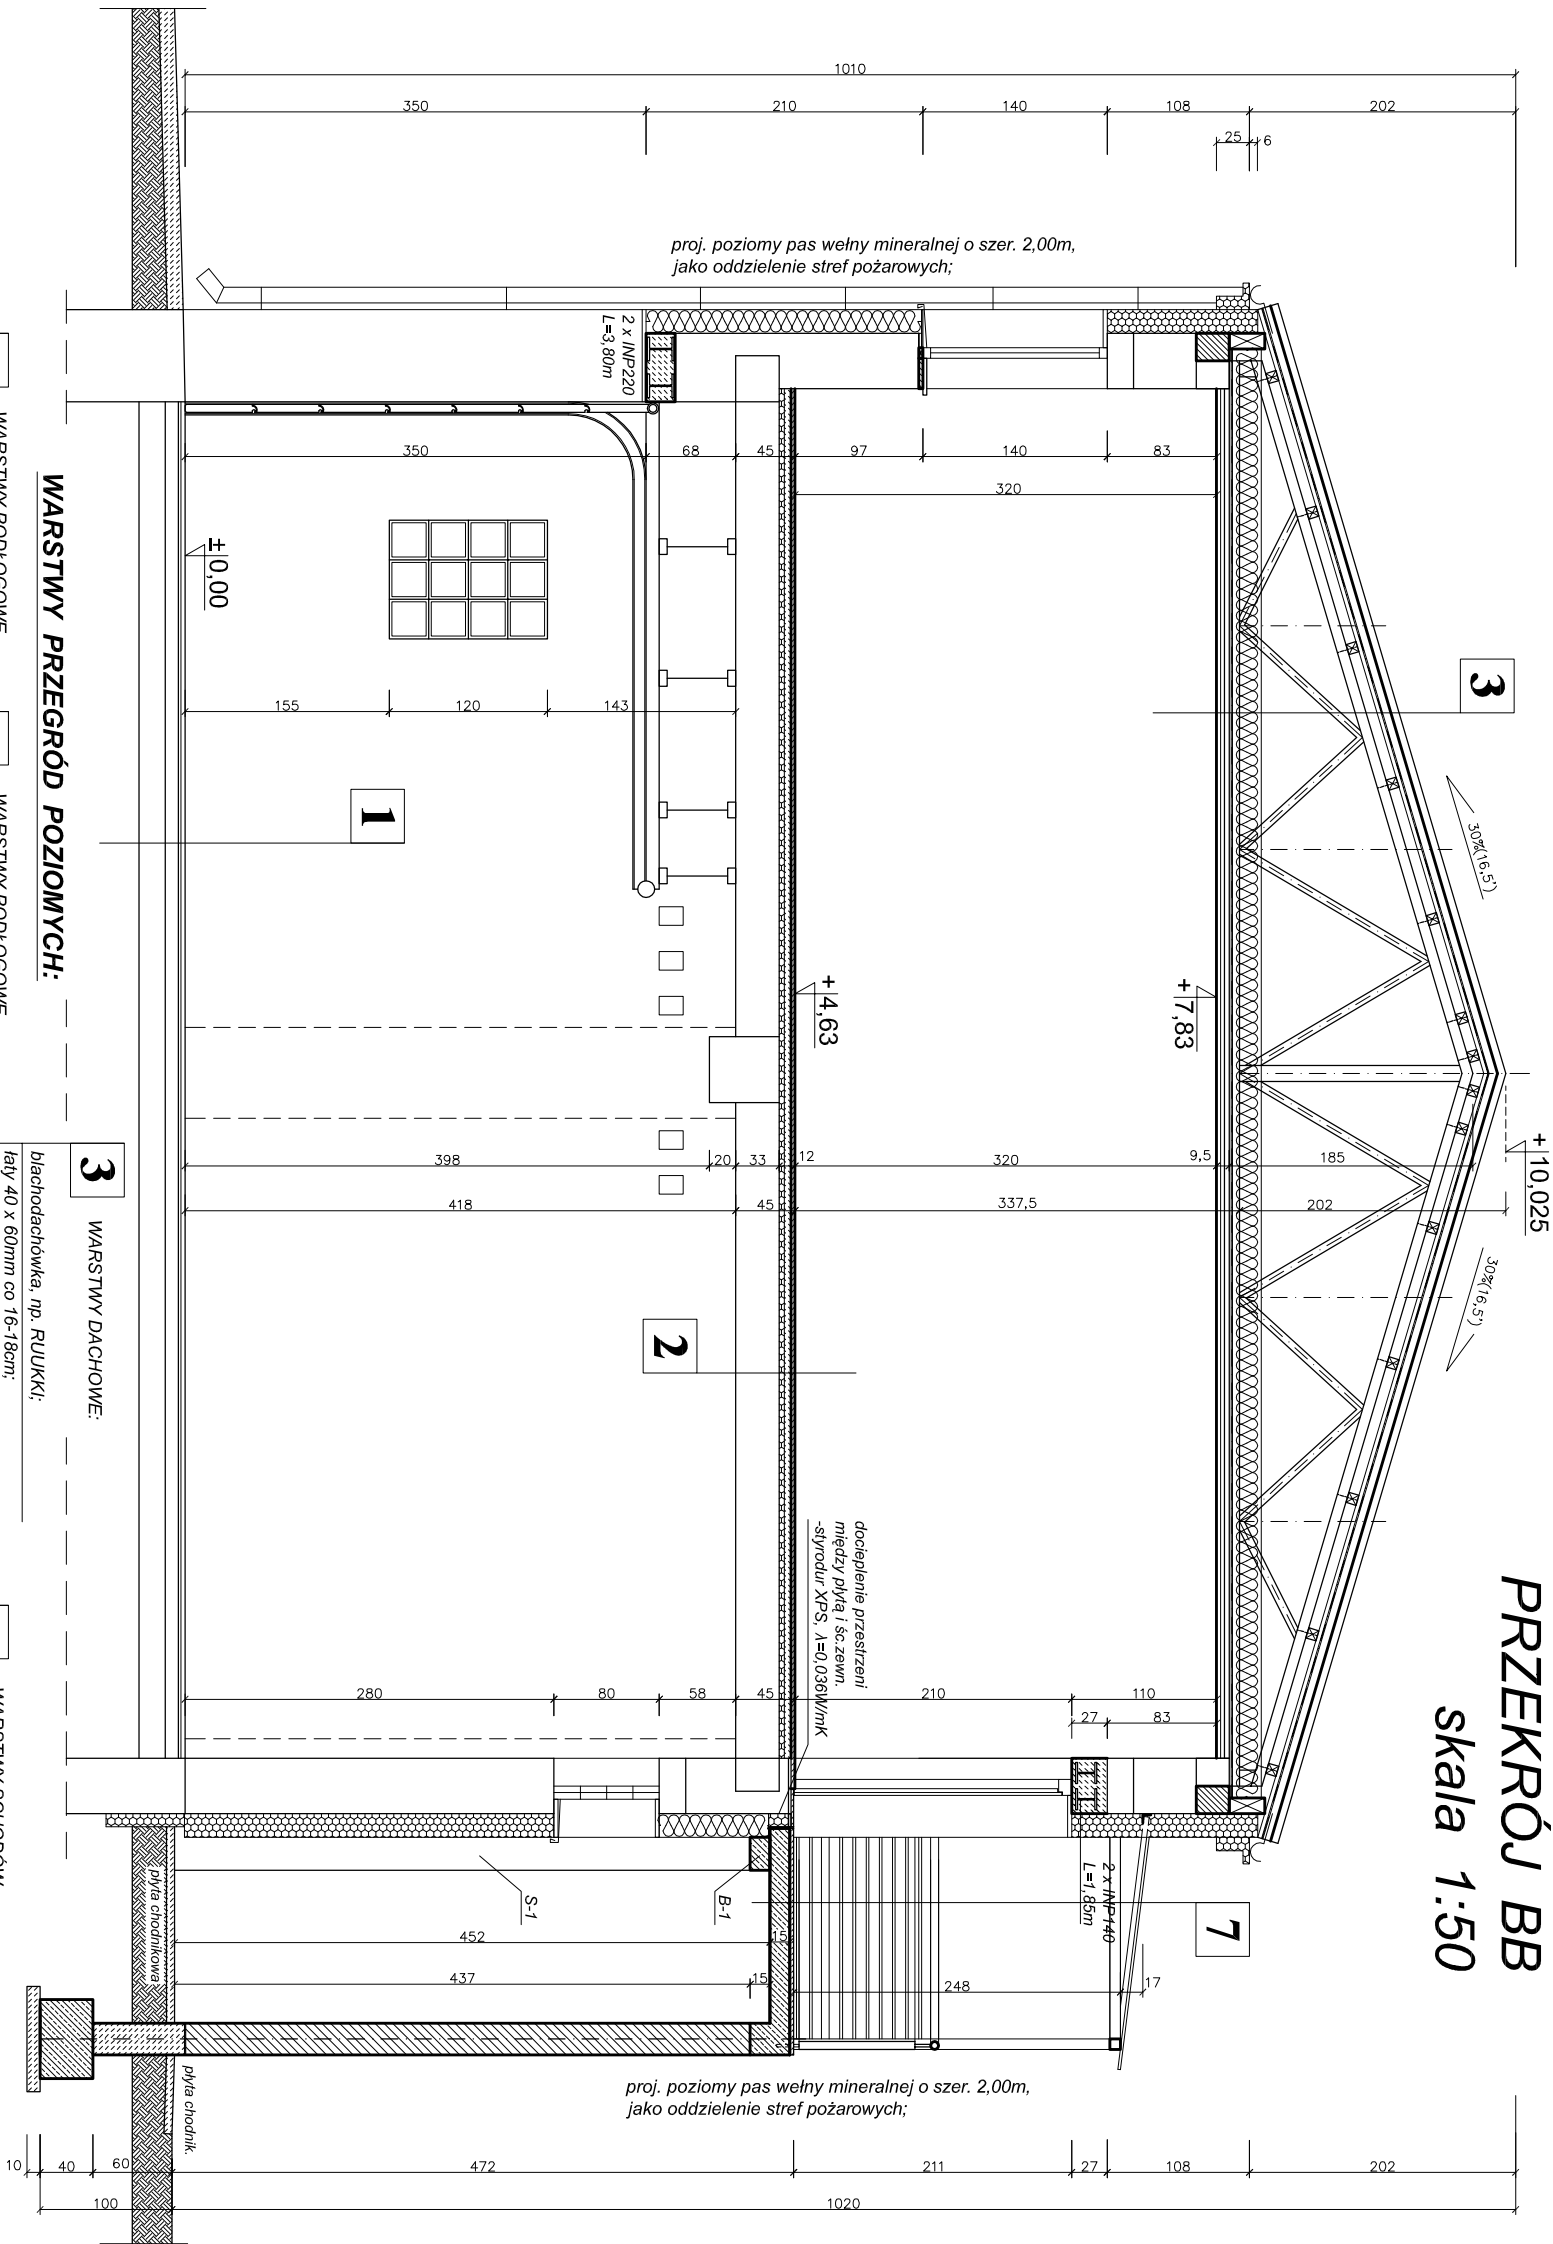 PRZEKRÓJ BB
skala 1:50
+10,025
30%(16,5°)
30%(16,5°)
3
202
108
140
210
350
1010
6
25
proj. poziomy pas wełny mineralnej o szer. 2,00m,
jako oddzielenie stref pożarowych;
2 x INP220
L=3,80m
83
140
97
45
68
350
320
+7,83
+4,63
±0,00
143
120
155
1
2
185
9,5
320
12
33
20
398
202
337,5
45
418
docieplenie przestrzeni
między płytą i śc.zewn.
-styrodur XPS, λ=0,036W/mK
110
210
45
58
80
280
83
27
2 x INP140
L=1,85m
7
B-1
S-1
17
248
15
452
15
437
płyta chodnikowa
płyta chodnik.
proj. poziomy pas wełny mineralnej o szer. 2,00m,
jako oddzielenie stref pożarowych;
202
108
27
211
472
60
40
10
1020
100
WARSTWY PRZEGRÓD POZIOMYCH:
WARSTWY PODŁOGOWE
WARSTWY PODŁOGOWE
3
WARSTWY DACHOWE:
blachodachówka, np. RUUKKI;
łaty 40 x 60mm co 16-18cm;
WARSTWY SCHODÓW